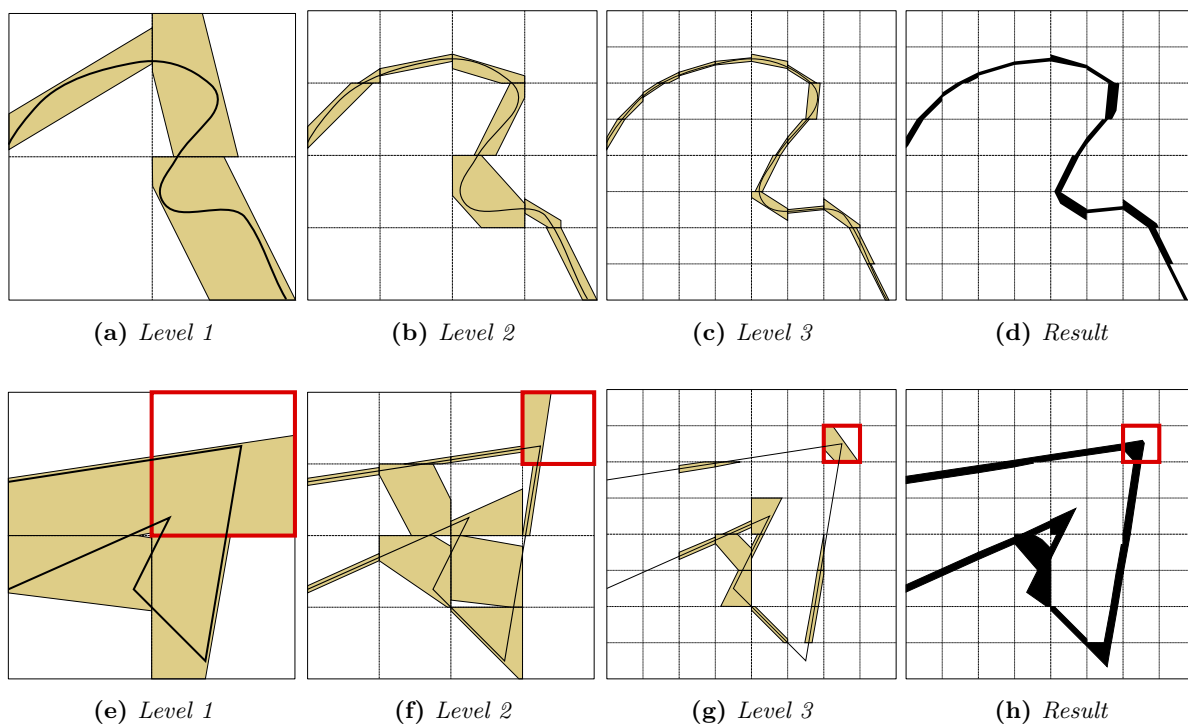 (a) Level 1
(b) Level 2
(c) Level 3
(d) Result
(e) Level 1
(f) Level 2
(g) Level 3
(h) Result